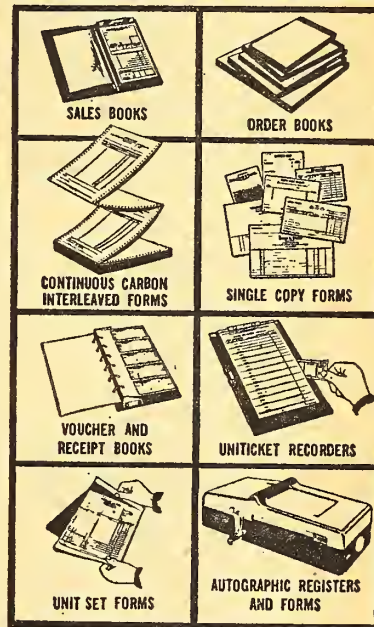 SALES BOOKS
ORDER BOOKS
CONTINUOUS CARBON
INTERLEAVED FORMS
SINGLE COPY FORMS
VOUCHER AND
RECEIPT BOOKS
UNITICKET RECORDERS
UNIT SET FORMS
AUTOGRAPHIC REGISTERS
AND FORMS